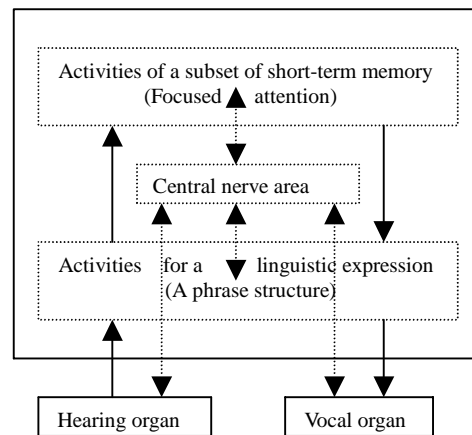 Activities of a subset of short-term memory
(Focused attention)
Central nerve area
Activities for a linguistic expression
(A phrase structure)
Hearing organ
Vocal organ